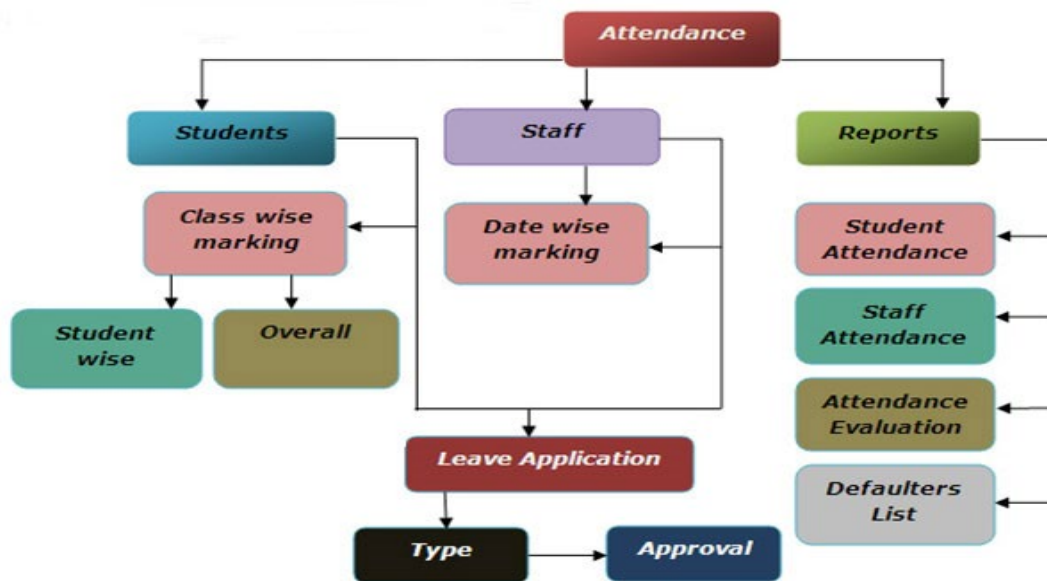 Attendance
Students
Staff
Reports
Class wise
marking
Date wise
marking
Student
Attendance
Student
wise
Overall
Staff
Attendance
Attendance
Evaluation
Leave Application
Defaulters
List
Type
Approval